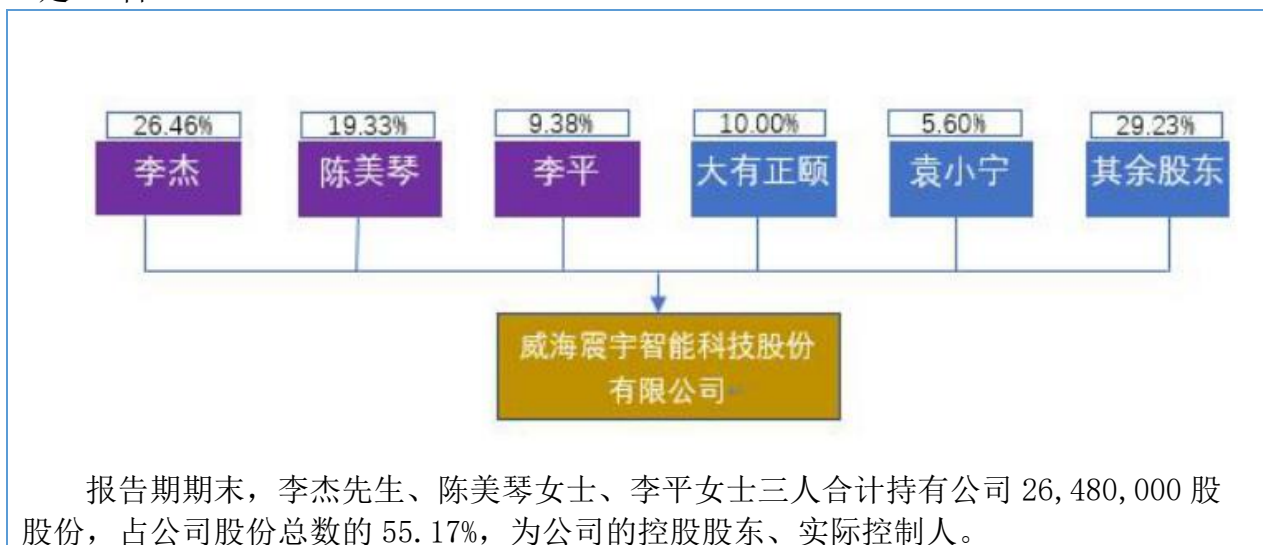 26.46% 19.33% 9.38% 10.00% 5.60% 29.23%
李杰 陈美琴 李平 大有正颐 袁小宁 其余股东
威海震宇智能科技股份
有限公司
报告期期末，李杰先生、陈美琴女士、李平女士三人合计持有公司 26,480,000 股
股份，占公司股份总数的 55.17%，为公司的控股股东、实际控制人。